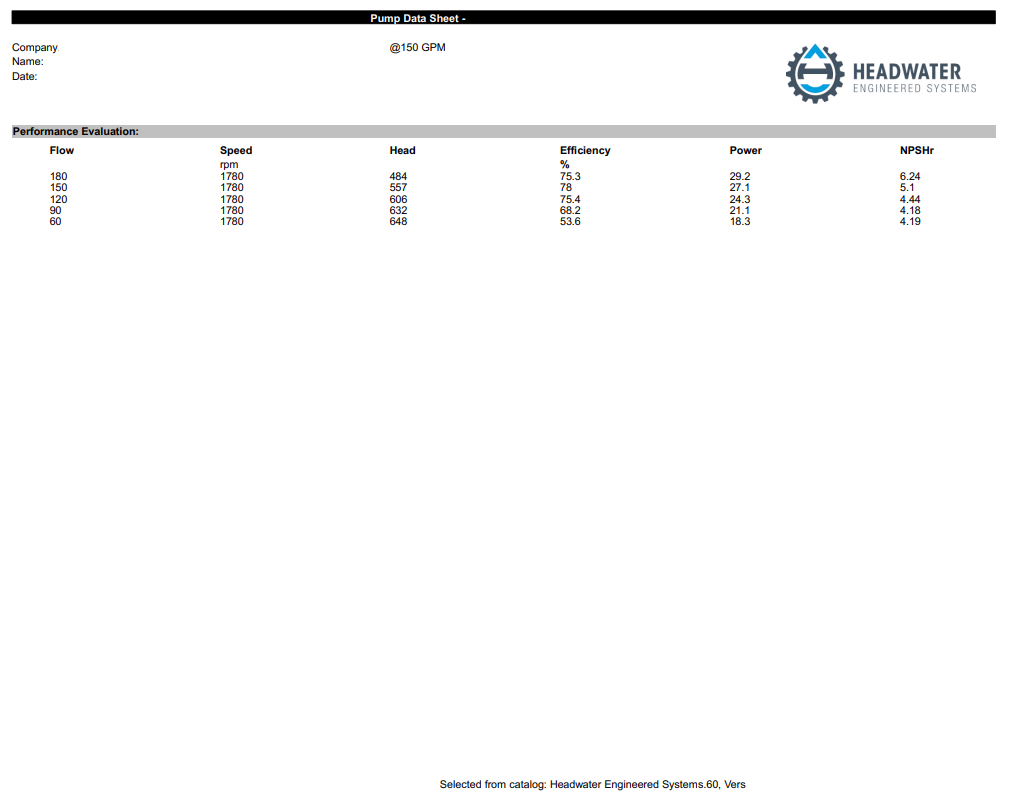 Pump Data Sheet -
Company
@150 GPM
Name:
Date:
HEADWATER
ENGINEERED SYSTEMS
Performance Evaluation:
Flow Speed Head Efficiency Power NPSHr
rpm %
180 1780 484 75.3 29.2 6.24
150 1780 557 78 27.1 5.1
120 1780 606 75.4 24.3 4.44
90 1780 632 68.2 21.1 4.18
60 1780 648 53.6 18.3 4.19
Selected from catalog: Headwater Engineered Systems.60, Vers